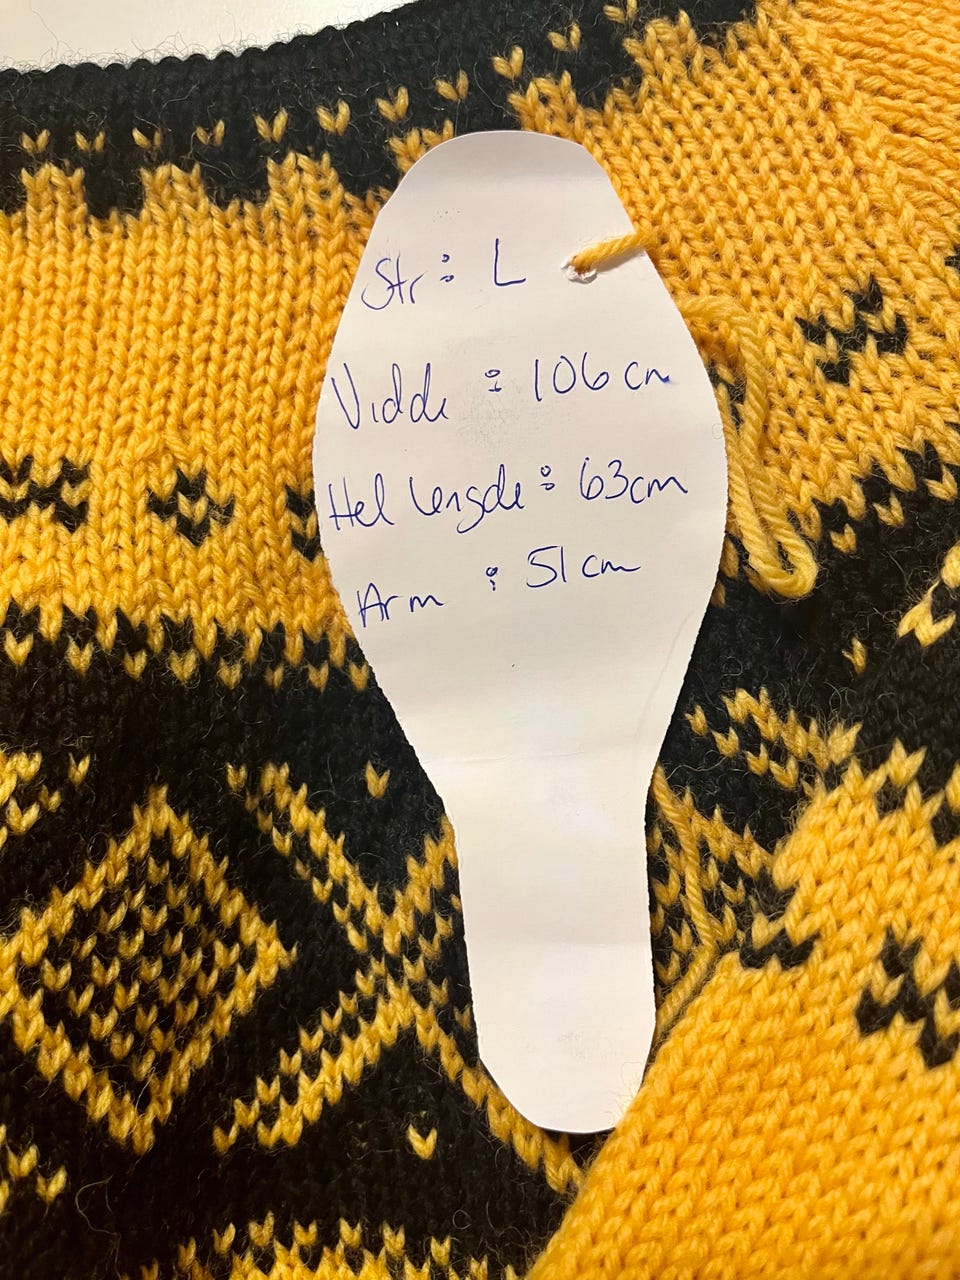 Str: L
Vidde: 106 cm
Hel lengde: 63cm
Arm: 51 cm